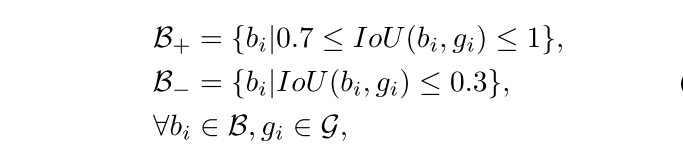 ℬ₊ = {bᵢ|0.7 ≤ IoU(bᵢ, gᵢ) ≤ 1},
ℬ₋ = {bᵢ|IoU(bᵢ, gᵢ) ≤ 0.3}, (
∀bᵢ ∈ ℬ, gᵢ ∈ 𝒢,